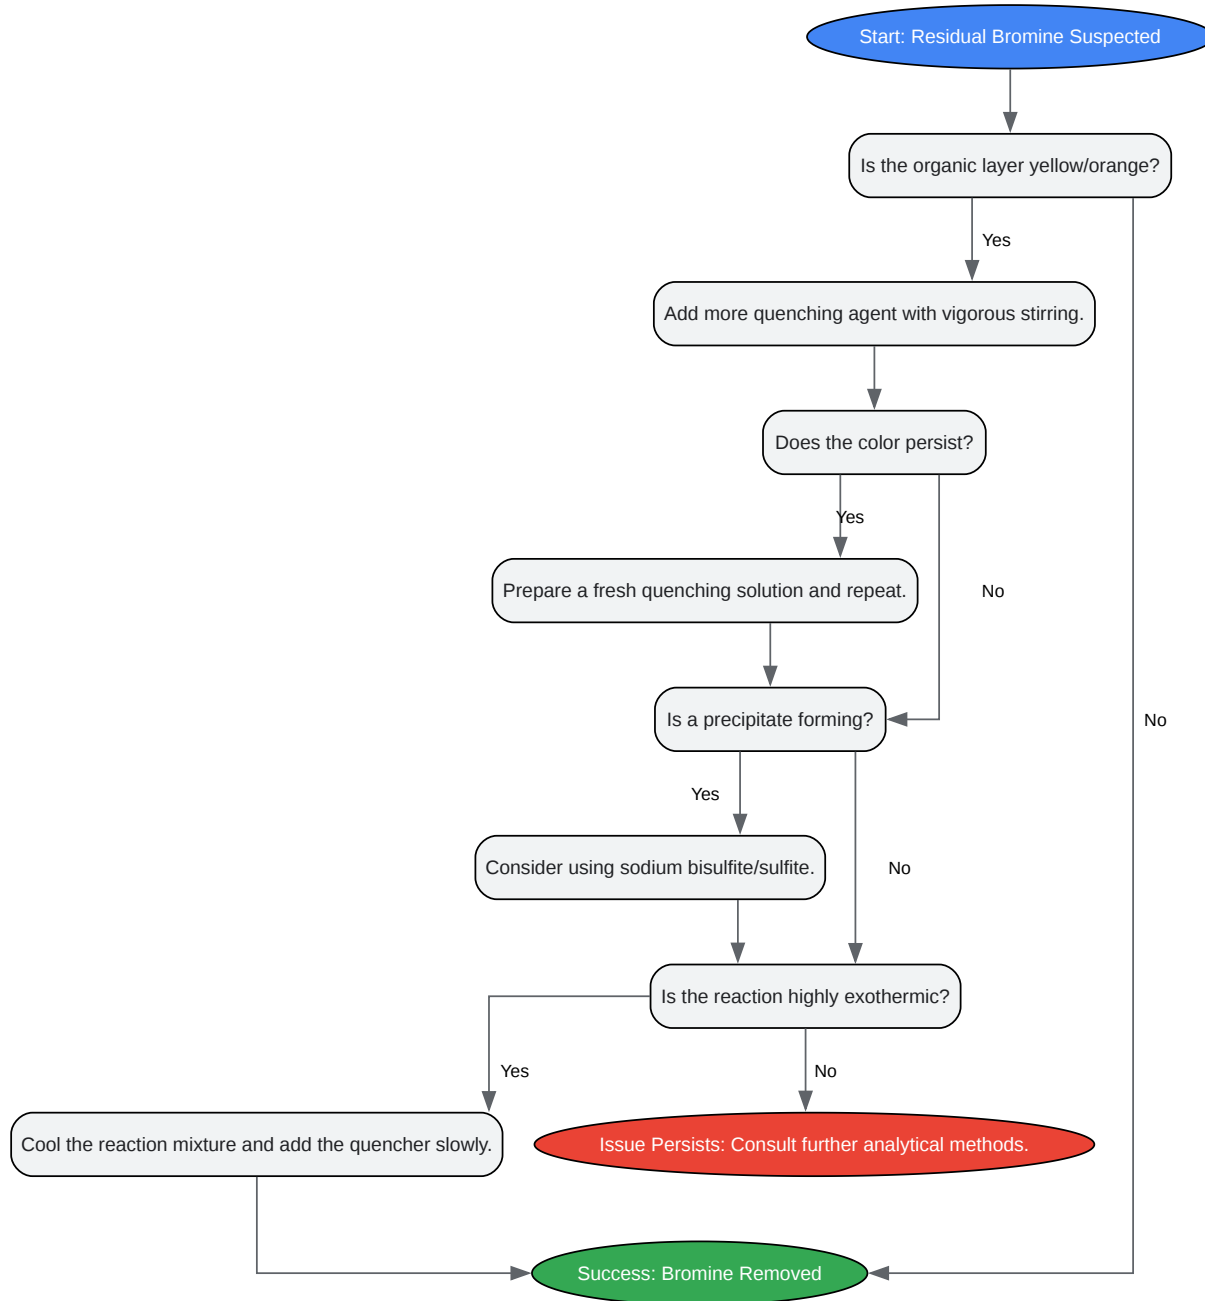 Start: Residual Bromine Suspected
Is the organic layer yellow/orange?
Yes
Add more quenching agent with vigorous stirring.
Does the color persist?
Yes
Prepare a fresh quenching solution and repeat.
No
Is a precipitate forming?
No
Yes
Consider using sodium bisulfite/sulfite.
No
Is the reaction highly exothermic?
Yes
No
Cool the reaction mixture and add the quencher slowly.
Issue Persists: Consult further analytical methods.
Success: Bromine Removed